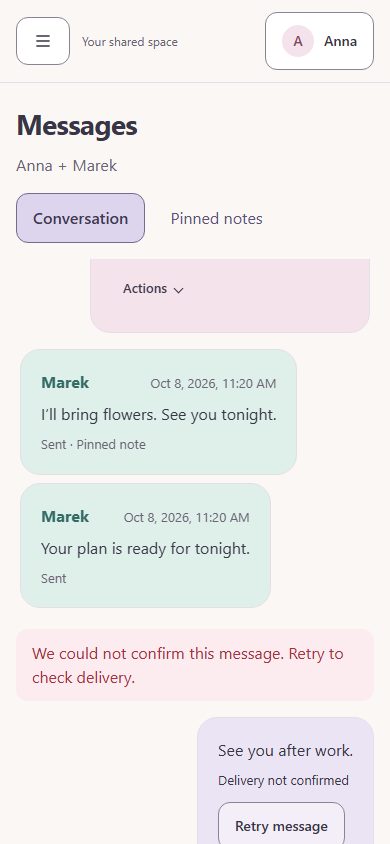 Your shared space
A
Anna
Messages
Anna + Marek
Conversation
Pinned notes
Actions
Marek
Oct 8, 2026, 11:20 AM
I'll bring flowers. See you tonight.
Sent · Pinned note
Marek
Oct 8, 2026, 11:20 AM
Your plan is ready for tonight.
Sent
We could not confirm this message. Retry to
check delivery.
See you after work.
Delivery not confirmed
Retry message